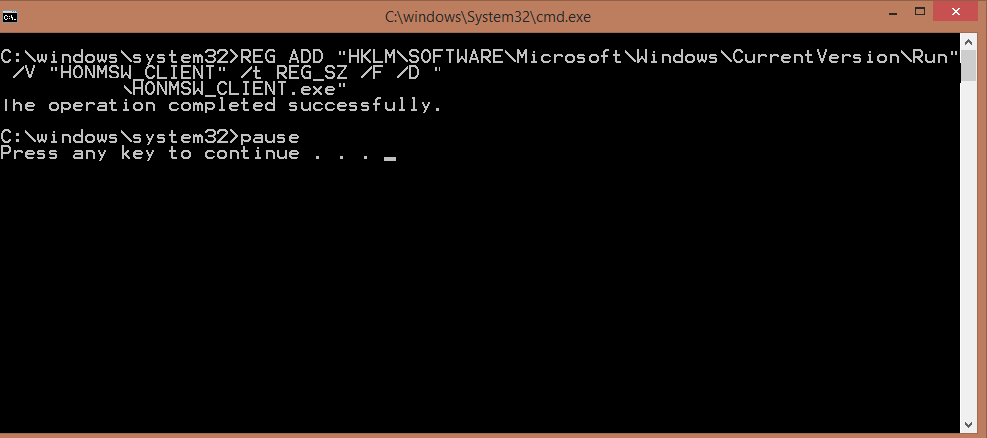 C:\windows\System32\cmd.exe
C:\windows\system32>REG ADD "HKLM\SOFTWARE\Microsoft\Windows\CurrentVersion\Run"
/V "HONMSW_CLIENT" /t REG_SZ /F /D "
\HONMSW_CLIENT.exe"
The operation completed successfully.
C:\windows\system32>pause
Press any key to continue . . .